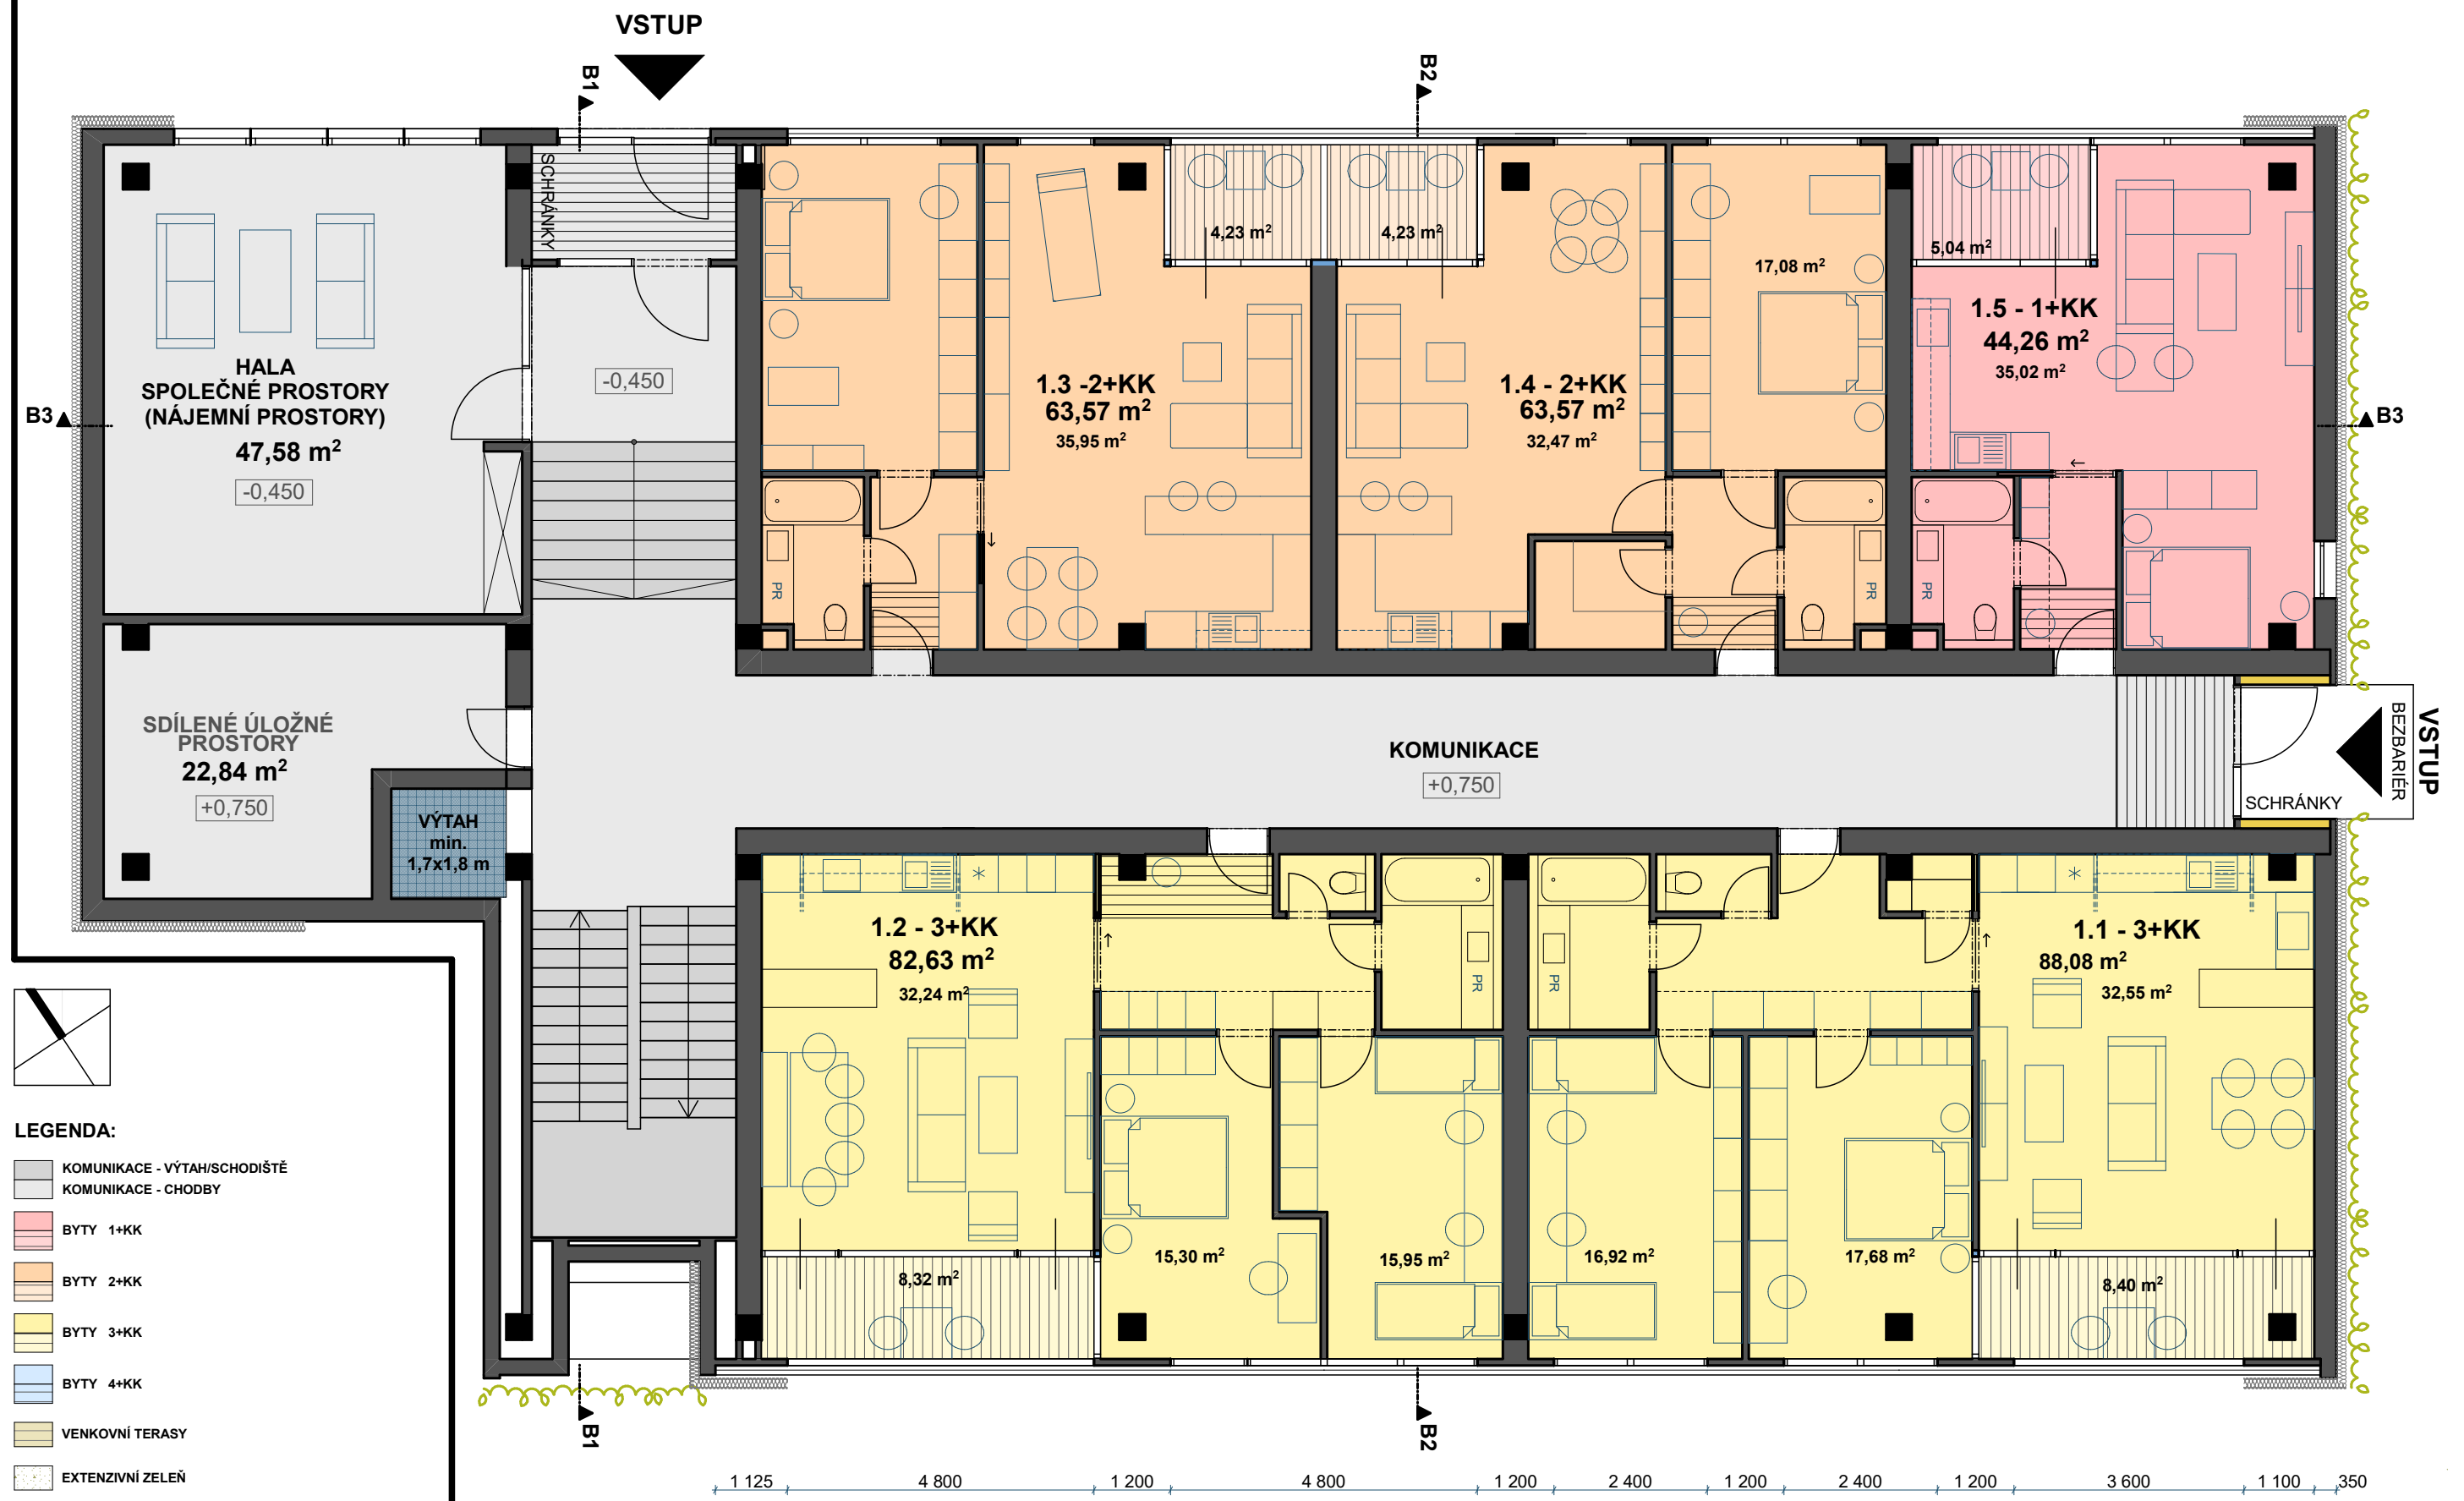 VSTUP
B1
B2
SCHRÁNKY
4,23 m²
4,23 m²
17,08 m²
5,04 m²
1.5 - 1+KK
44,26 m²
35,02 m²
HALA
SPOLEČNÉ PROSTORY
(NÁJEMNÍ PROSTORY)
47,58 m²
-0,450
-0,450
1.3 -2+KK
63,57 m²
35,95 m²
1.4 - 2+KK
63,57 m²
32,47 m²
B3
B3
PR
PR
PR
SDÍLENÉ ÚLOŽNÉ
PROSTORY
22,84 m²
+0,750
VÝTAH
min.
1,7x1,8 m
KOMUNIKACE
+0,750
SCHRÁNKY
VSTUP
BEZBARIÉR
1.2 - 3+KK
82,63 m²
32,24 m²
PR
PR
1.1 - 3+KK
88,08 m²
32,55 m²
8,32 m²
15,30 m²
15,95 m²
16,92 m²
17,68 m²
8,40 m²
B1
B2
LEGENDA:
KOMUNIKACE - VÝTAH/SCHODIŠTĚ
KOMUNIKACE - CHODBY
BYTY 1+KK
BYTY 2+KK
BYTY 3+KK
BYTY 4+KK
VENKOVNÍ TERASY
EXTENZIVNÍ ZELEŇ
1 125 4 800 1 200 4 800 1 200 2 400 1 200 2 400 1 200 3 600 1 100 350